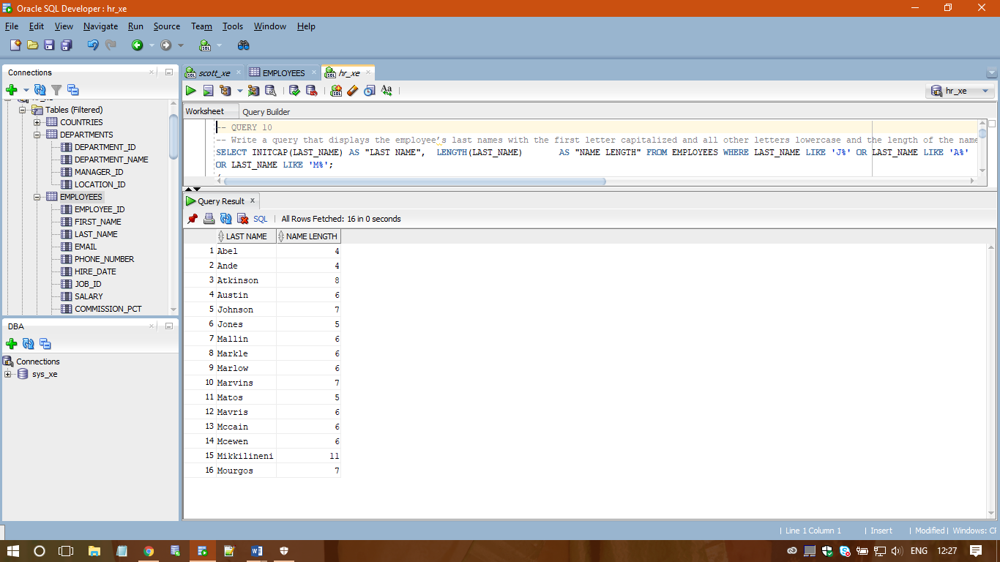 Oracle SQL Developer : hr_xe
File Edit View Navigate Run Source Team Tools Window Help
Connections
Tables (Filtered)
COUNTRIES
DEPARTMENTS
DEPARTMENT_ID
DEPARTMENT_NAME
MANAGER_ID
LOCATION_ID
EMPLOYEES
EMPLOYEE_ID
FIRST_NAME
LAST_NAME
EMAIL
PHONE_NUMBER
HIRE_DATE
JOB_ID
SALARY
COMMISSION_PCT
DBA
Connections
sys_xe
scott_xe EMPLOYEES hr_xe
hr_xe
Worksheet Query Builder
-- QUERY 10
-- Write a query that displays the employee’s last names with the first letter capitalized and all other letters lowercase and the length of the name
SELECT INITCAP(LAST_NAME) AS "LAST NAME", LENGTH(LAST_NAME) AS "NAME LENGTH" FROM EMPLOYEES WHERE LAST_NAME LIKE 'J%' OR LAST_NAME LIKE 'A%'
OR LAST_NAME LIKE 'M%';
Query Result x
SQL | All Rows Fetched: 16 in 0 seconds
LAST NAME NAME LENGTH
1 Abel 4
2 Ande 4
3 Atkinson 8
4 Austin 6
5 Johnson 7
6 Jones 5
7 Mallin 6
8 Markle 6
9 Marlow 6
10 Marvins 7
11 Matos 5
12 Mavris 6
13 Mccain 6
14 Mcewen 6
15 Mikkilineni 11
16 Mourgos 7
| Line 1 Column 1 | Insert | Modified | Windows: CF
ENG 12:27